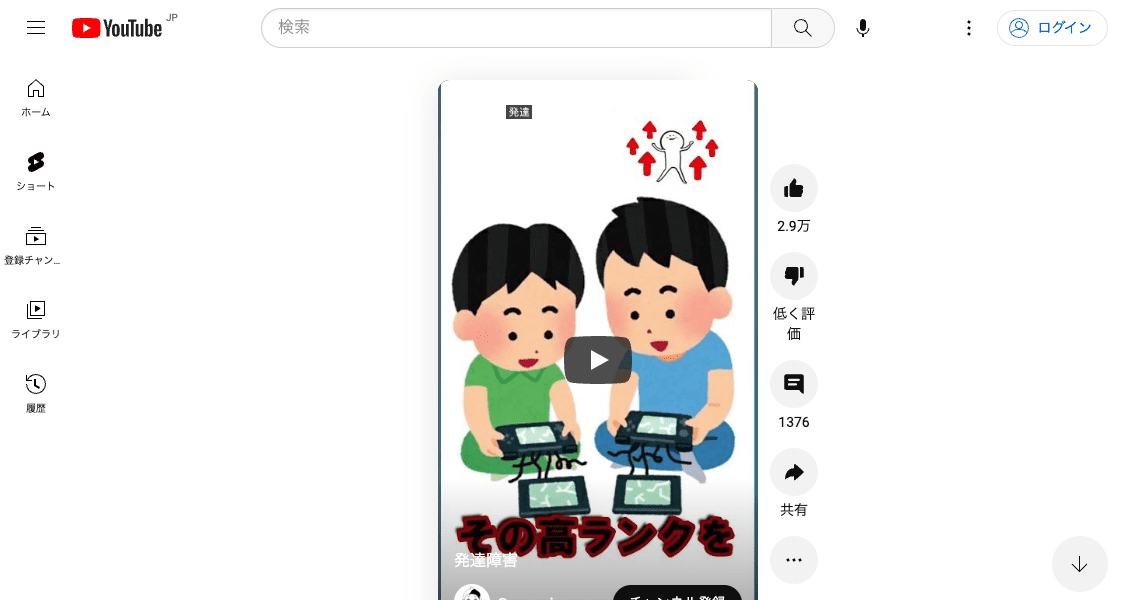 YouTube
JP
検索
ログイン
ホーム
ショート
登録チャン...
ライブラリ
履歴
発達
その高ランクを
発達障害
チャンネル登録
2.9万
低く評
価
1376
共有